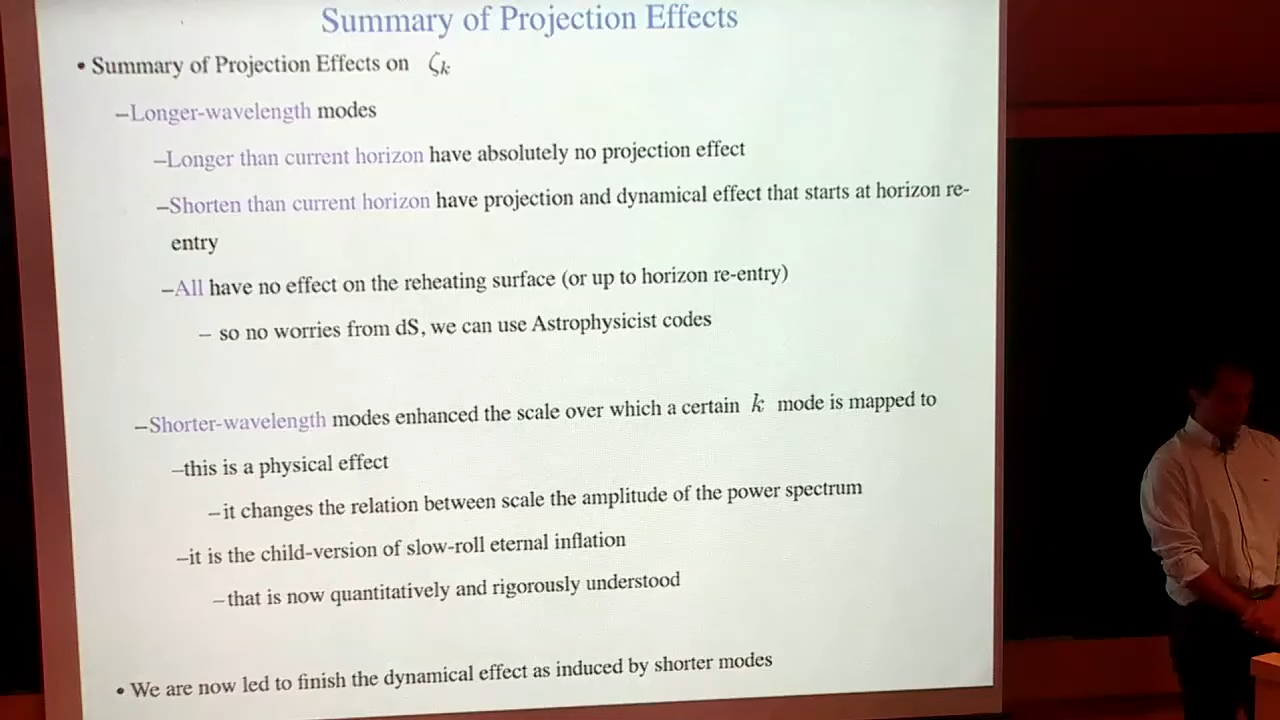 Summary of Projection Effects
• Summary of Projection Effects on ζk
–Longer-wavelength modes
–Longer than current horizon have absolutely no projection effect
–Shorten than current horizon have projection and dynamical effect that starts at horizon re-
entry
–All have no effect on the reheating surface (or up to horizon re-entry)
– so no worries from dS, we can use Astrophysicist codes
–Shorter-wavelength modes enhanced the scale over which a certain k mode is mapped to
–this is a physical effect
–it changes the relation between scale the amplitude of the power spectrum
–it is the child-version of slow-roll eternal inflation
–that is now quantitatively and rigorously understood
• We are now led to finish the dynamical effect as induced by shorter modes